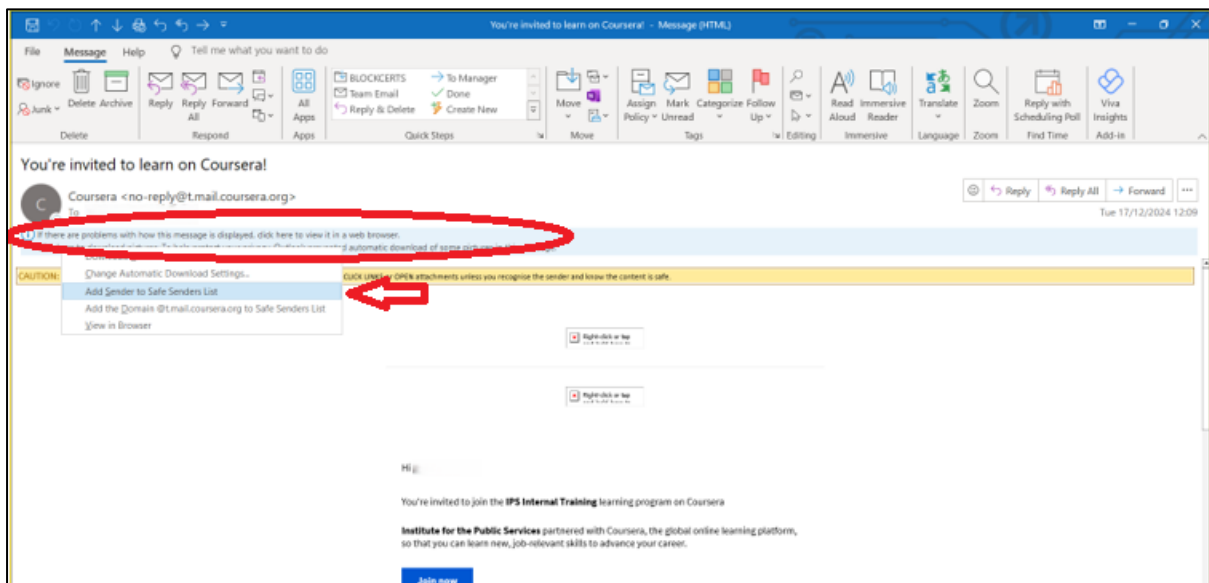 You're invited to learn on Coursera! - Message (HTML)
File Message Help Tell me what you want to do
Ignore
Junk
Delete Archive
Reply Reply All Forward
All Apps
BLOCKCERTS To Manager
Team Email Done
Reply & Delete Create New
Move
Assign Policy Mark Unread Categorize Follow Up
Read Aloud Immersive Reader
Translate
Zoom
Reply with Scheduling Poll
Viva Insights
Delete Respond Apps Quick Steps Move Tags Editing Immersive Language Zoom Find Time Add-in
You're invited to learn on Coursera!
C
Coursera <no-reply@t.mail.coursera.org>
To
Reply Reply All Forward
Tue 17/12/2024 12:09
If there are problems with how this message is displayed, click here to view it in a web browser.
automatic download of some pictures in
Change Automatic Download Settings...
CAUTION: CLICK LINKS or OPEN attachments unless you recognise the sender and know the content is safe.
Add Sender to Safe Senders List
Add the Domain @t.mail.coursera.org to Safe Senders List
View in Browser
Right-click or tap
Right-click or tap
Hi
You're invited to join the IPS Internal Training learning program on Coursera
Institute for the Public Services partnered with Coursera, the global online learning platform,
so that you can learn new, job-relevant skills to advance your career.
Join now